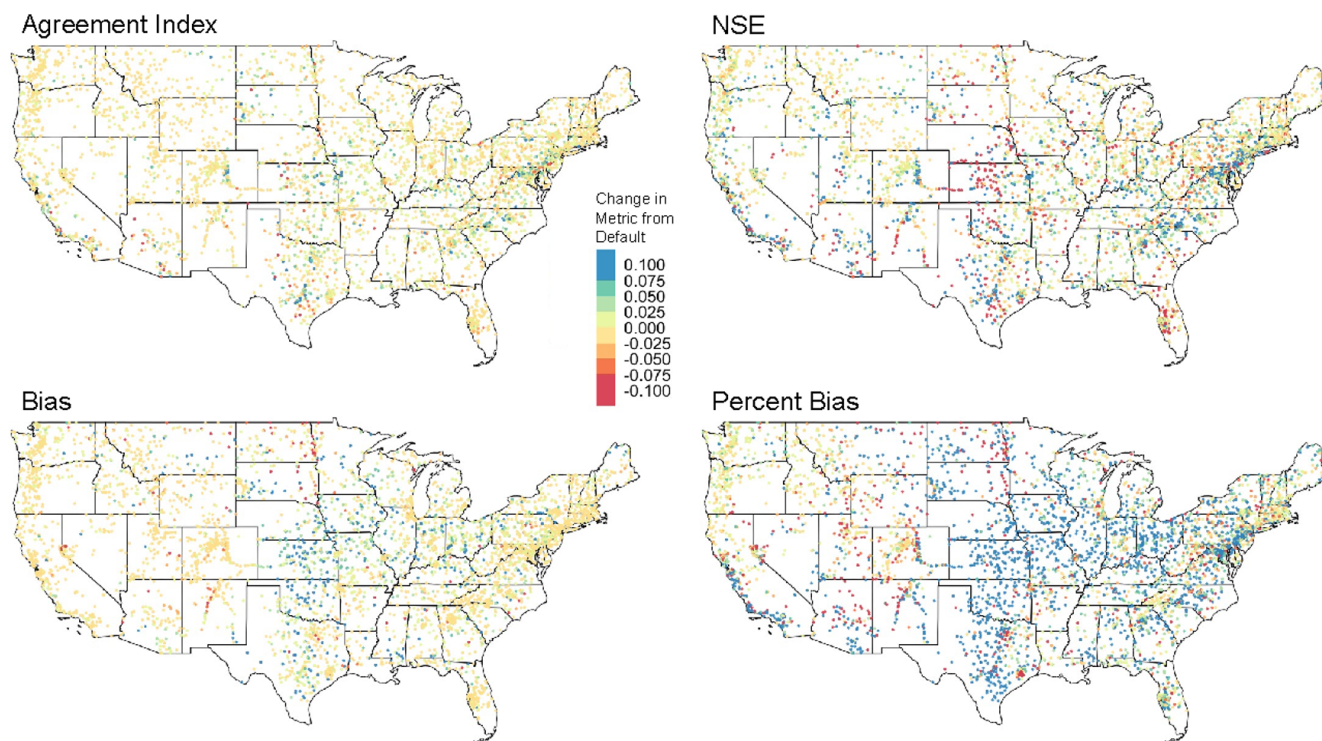 Agreement Index
NSE
Change in
Metric from
Default
0.100
0.075
0.050
0.025
0.000
-0.025
-0.050
-0.075
-0.100
Bias
Percent Bias